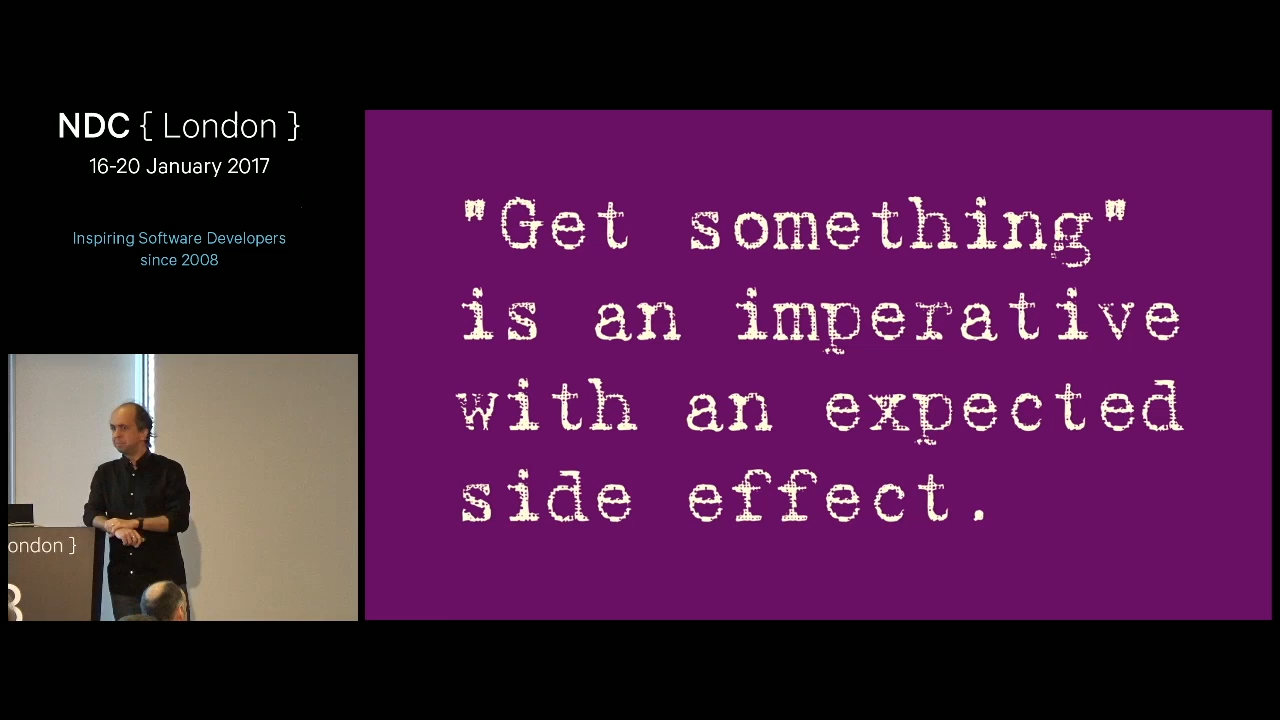 NDC { London }
16-20 January 2017
Inspiring Software Developers
since 2008
"Get something"
is an imperative
with an expected
side effect.
ondon }
3